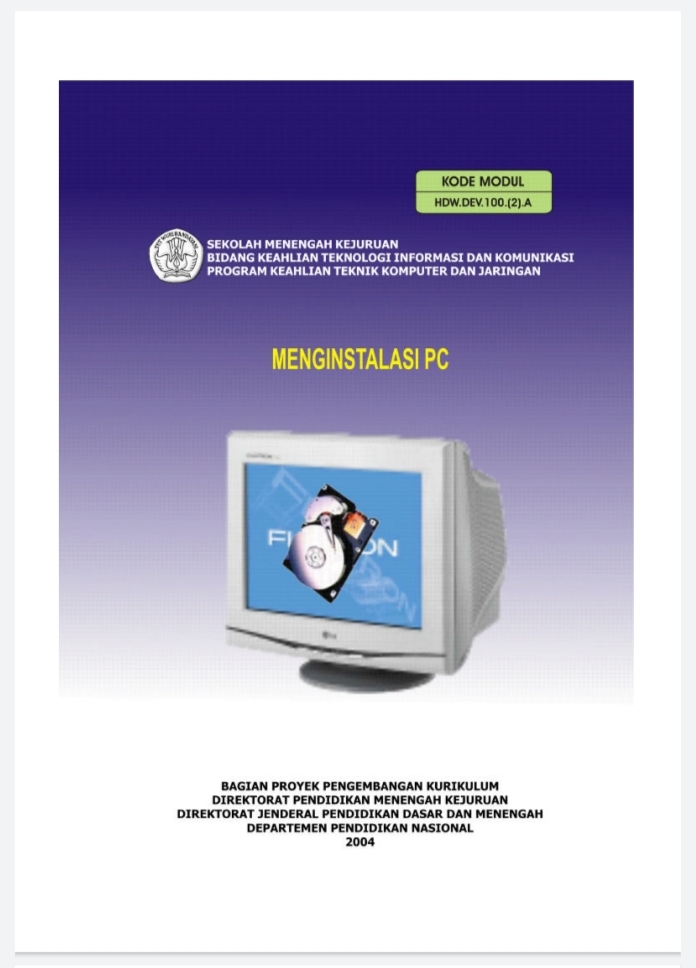 KODE MODUL
HDW.DEV.100.(2).A
SEKOLAH MENENGAH KEJURUAN
BIDANG KEAHLIAN TEKNOLOGI INFORMASI DAN KOMUNIKASI
PROGRAM KEAHLIAN TEKNIK KOMPUTER DAN JARINGAN
MENGINSTALASI PC
BAGIAN PROYEK PENGEMBANGAN KURIKULUM
DIREKTORAT PENDIDIKAN MENENGAH KEJURUAN
DIREKTORAT JENDERAL PENDIDIKAN DASAR DAN MENENGAH
DEPARTEMEN PENDIDIKAN NASIONAL
2004